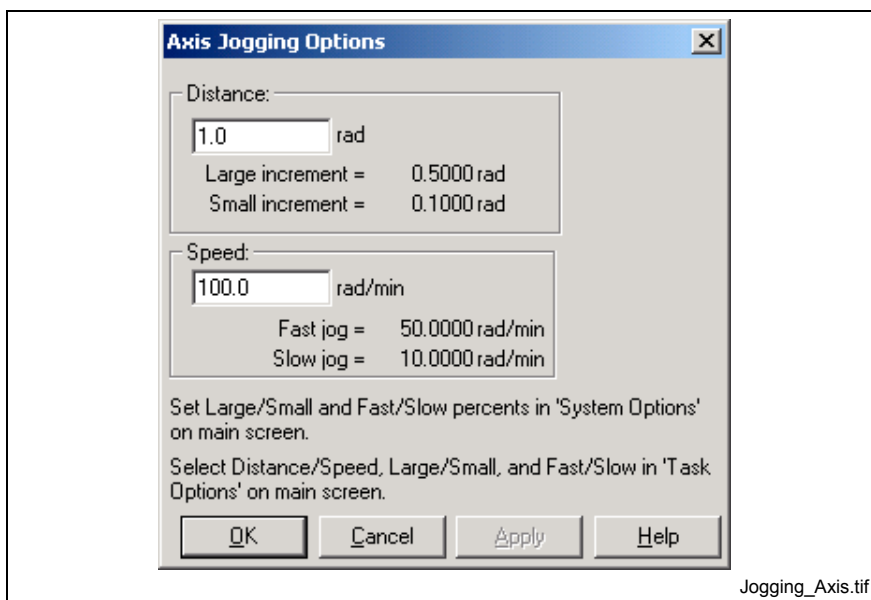 Axis Jogging Options
Distance:
1.0 rad
Large increment = 0.5000 rad
Small increment = 0.1000 rad
Speed:
100.0 rad/min
Fast jog = 50.0000 rad/min
Slow jog = 10.0000 rad/min
Set Large/Small and Fast/Slow percents in 'System Options'
on main screen.
Select Distance/Speed, Large/Small, and Fast/Slow in 'Task
Options' on main screen.
OK Cancel Apply Help
Jogging_Axis.tif